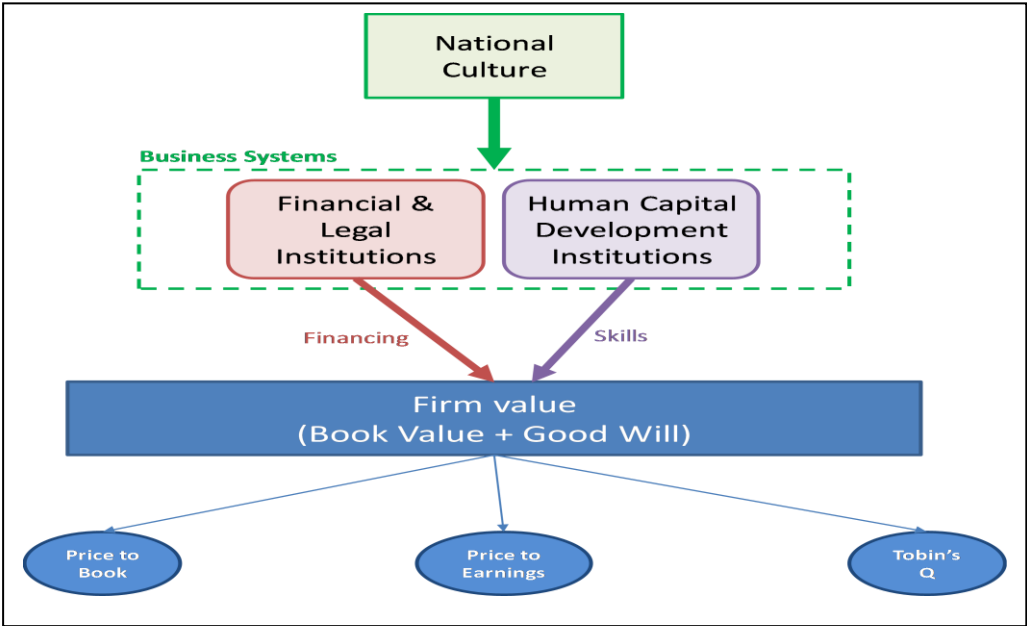 National
Culture
Business Systems
Financial &
Legal
Institutions
Human Capital
Development
Institutions
Financing
Skills
Firm value
(Book Value + Good Will)
Price to
Book
Price to
Earnings
Tobin's
Q